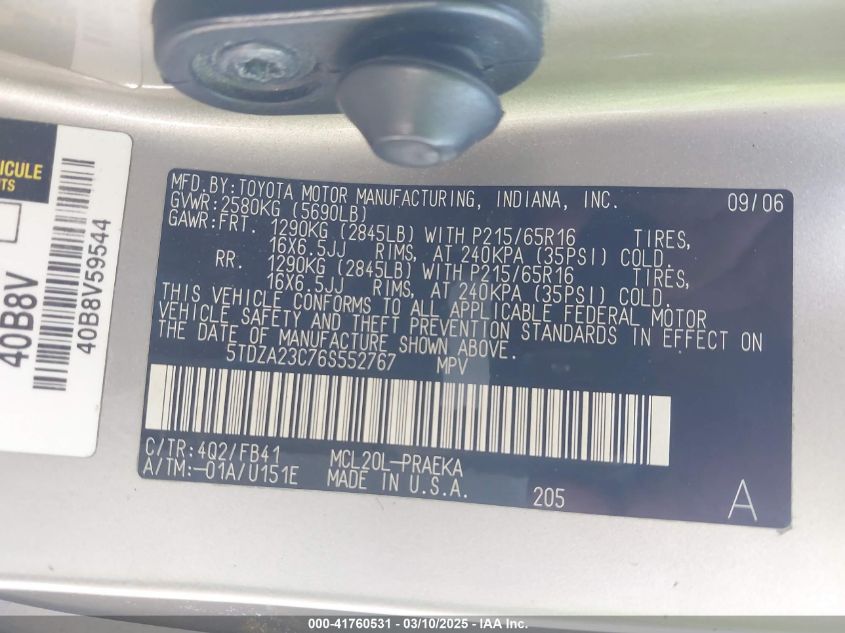 ICULE
TS
40B8V
40B8V59544
MFD.BY:TOYOTA MOTOR MANUFACTURING, INDIANA, INC. 09/06
GVWR:2580KG (5690LB)
GAWR:FRT. 1290KG (2845LB) WITH P215/65R16 TIRES,
16X6.5JJ RIMS, AT 240KPA (35PSI) COLD.
RR. 1290KG (2845LB) WITH P215/65R16 TIRES,
16X6.5JJ RIMS, AT 240KPA (35PSI) COLD.
THIS VEHICLE CONFORMS TO ALL APPLICABLE FEDERAL MOTOR
VEHICLE SAFETY AND THEFT PREVENTION STANDARDS IN EFFECT ON
THE DATE OF MANUFACTURE SHOWN ABOVE.
5TDZA23C76S552767 MPV
C/TR:4Q2/FB41 MCL20L-PRAEKA
A/TM:-01A/U151E MADE IN U.S.A.
205 A
000-41760531 - 03/10/2025 - IAA Inc.